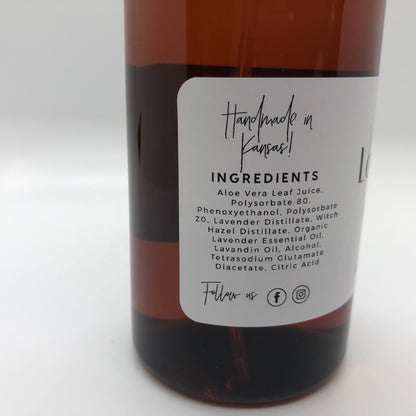 Handmade in
Kansas!
INGREDIENTS
Aloe Vera Leaf Juice,
Polysorbate 80,
Phenoxyethanol, Polysorbate
20, Lavender Distillate, Witch
Hazel Distillate, Organic
Lavender Essential Oil,
Lavandin Oil, Alcohol,
Tetrasodium Glutamate
Diacetate, Citric Acid
Follow us